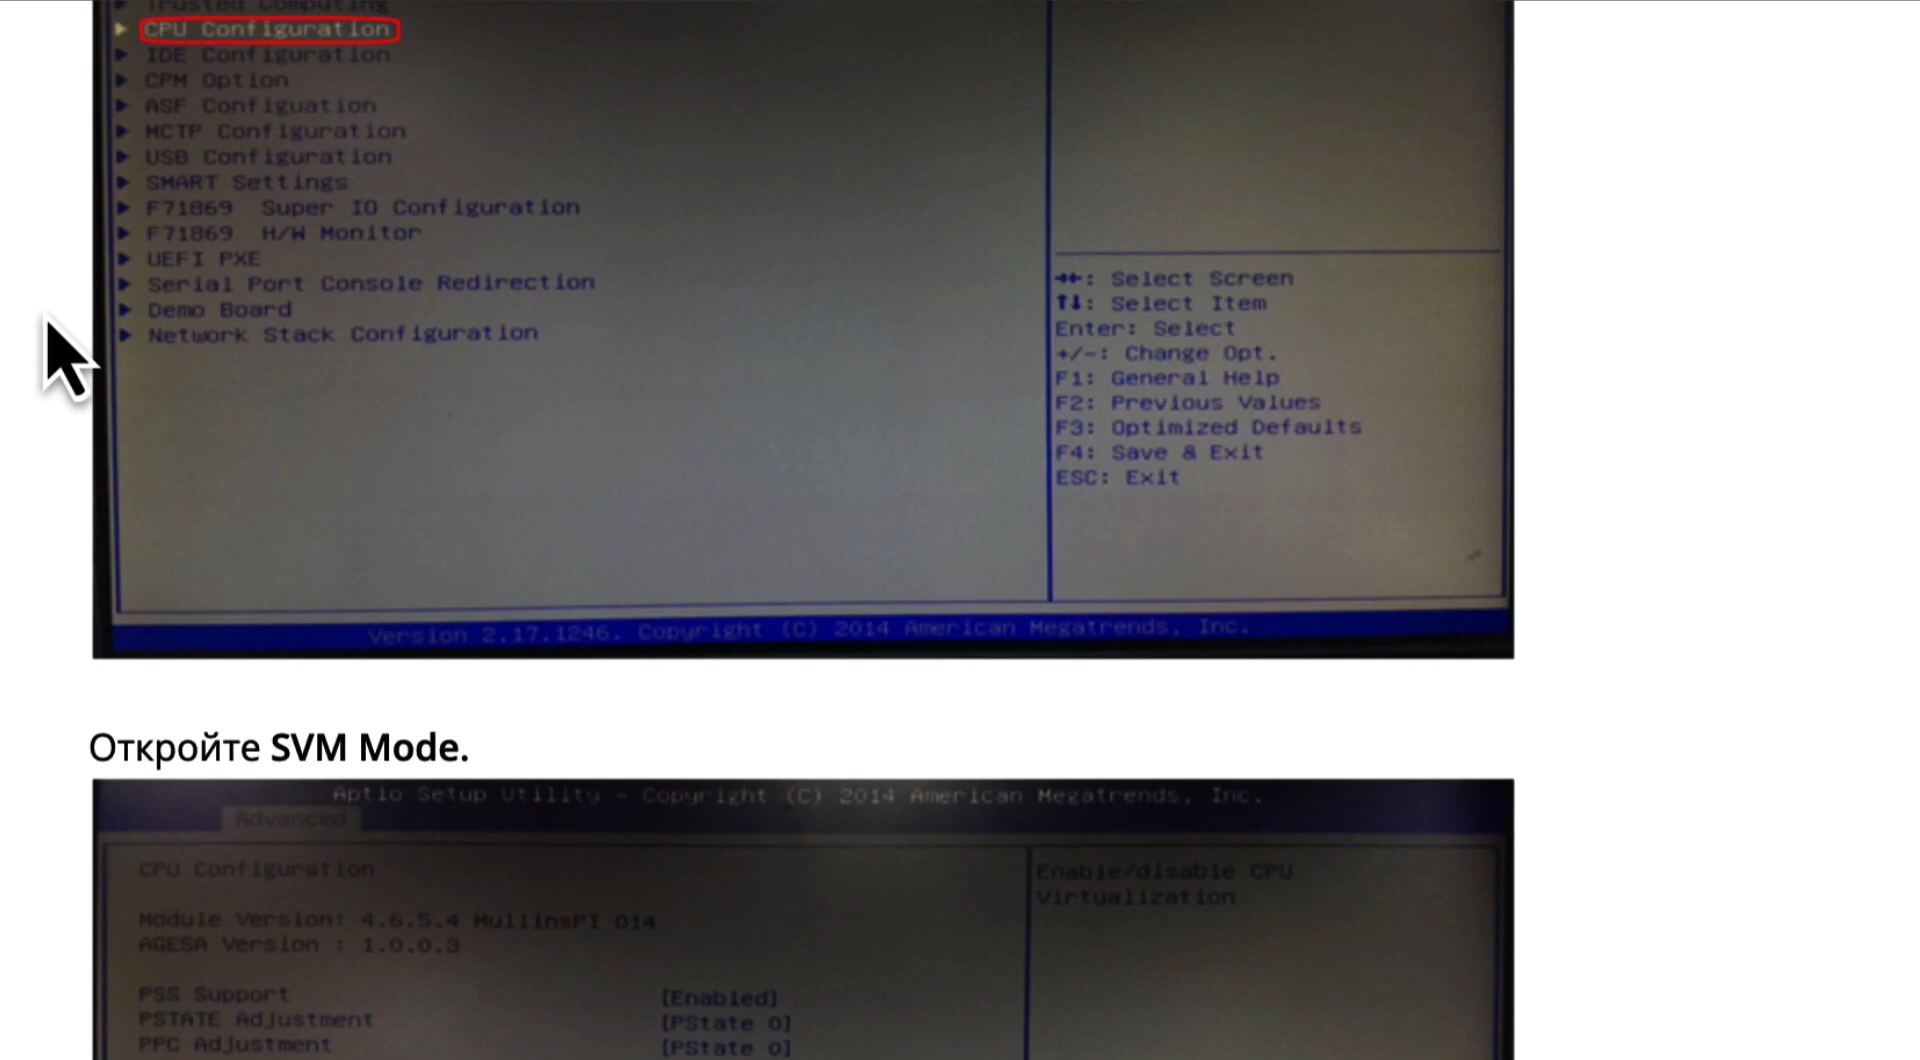 Trusted Computing
CPU Configuration
IDE Configuration
CPM Option
ASF Configuation
MCTP Configuration
USB Configuration
SMART Settings
F71869 Super IO Configuration
F71869 H/W Monitor
UEFI PXE
Serial Port Console Redirection
Demo Board
Network Stack Configuration
→←: Select Screen
↑↓: Select Item
Enter: Select
+/-: Change Opt.
F1: General Help
F2: Previous Values
F3: Optimized Defaults
F4: Save & Exit
ESC: Exit
Version 2.17.1246. Copyright (C) 2014 American Megatrends, Inc.
Откройте SVM Mode.
Aptio Setup Utility - Copyright (C) 2014 American Megatrends, Inc.
Advanced
CPU Configuration
Module Version: 4.6.5.4 MullinsPI 014
AGESA Version : 1.0.0.3
PSS Support [Enabled]
PSTATE Adjustment [PState 0]
PPC Adjustment [PState 0]
Enable/disable CPU
Virtualization